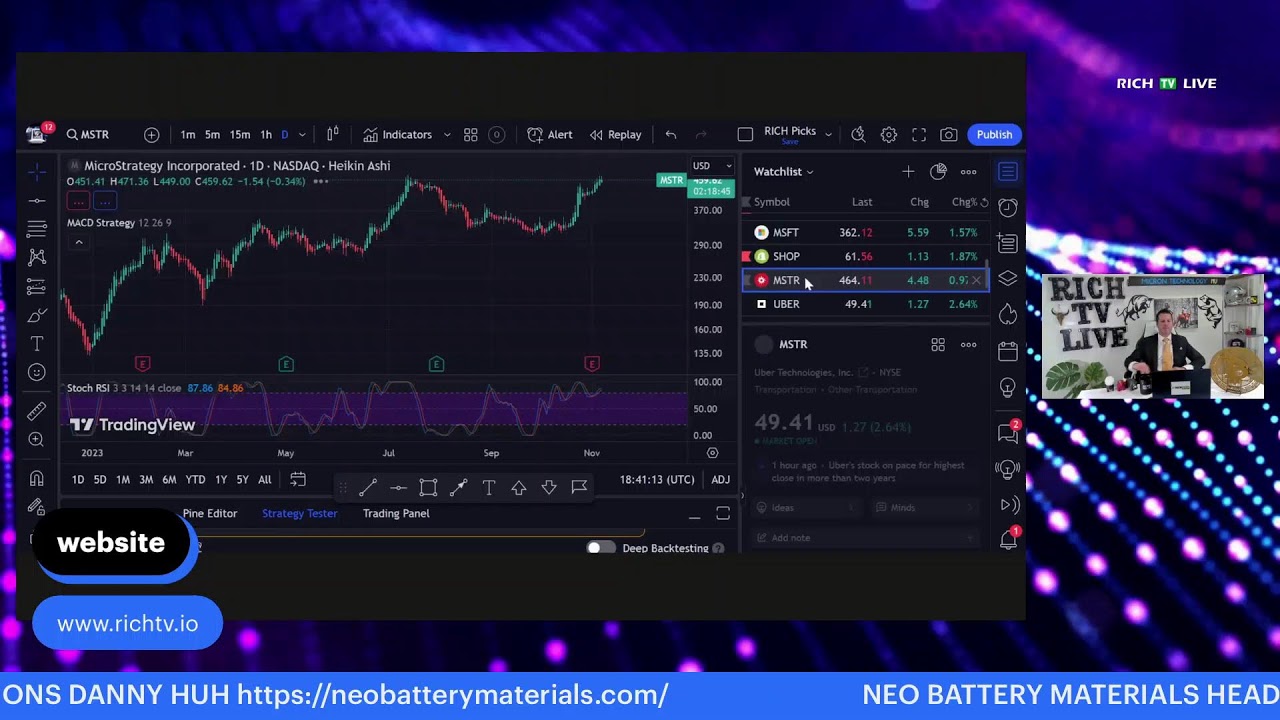 RICH TV LIVE
12
MSTR
1m 5m 15m 1h D
Indicators
Alert
Replay
RICH Picks
Save
Publish
MicroStrategy Incorporated · 1D · NASDAQ · Heikin Ashi
O451.41 H471.36 L449.00 C459.62 −1.54 (−0.34%)
USD
MSTR
459.62
02:18:45
MACD Strategy 12 26 9
370.00
290.00
230.00
190.00
160.00
135.00
E E E E
Stoch RSI 3 3 14 14 close 87.86 84.86
100.00
50.00
0.00
TradingView
2023 Mar May Jul Sep Nov
1D 5D 1M 3M 6M YTD 1Y 5Y All
18:41:13 (UTC)
ADJ
Pine Editor
Strategy Tester
Trading Panel
Deep Backtesting
Watchlist
Symbol Last Chg Chg%
MSFT 362.12 5.59 1.57%
SHOP 61.56 1.13 1.87%
MSTR 464.11 4.48 0.97
UBER 49.41 1.27 2.64%
MSTR
Uber Technologies, Inc. · NYSE
Transportation · Other Transportation
49.41 USD 1.27 (2.64%)
MARKET OPEN
1 hour ago · Uber's stock on pace for highest
close in more than two years
Ideas
Minds
Add note
2
1
MICRON TECHNOLOGY MU
RICH
TV
LIVE
website
www.richtv.io
ONS DANNY HUH https://neobatterymaterials.com/
NEO BATTERY MATERIALS HEAD